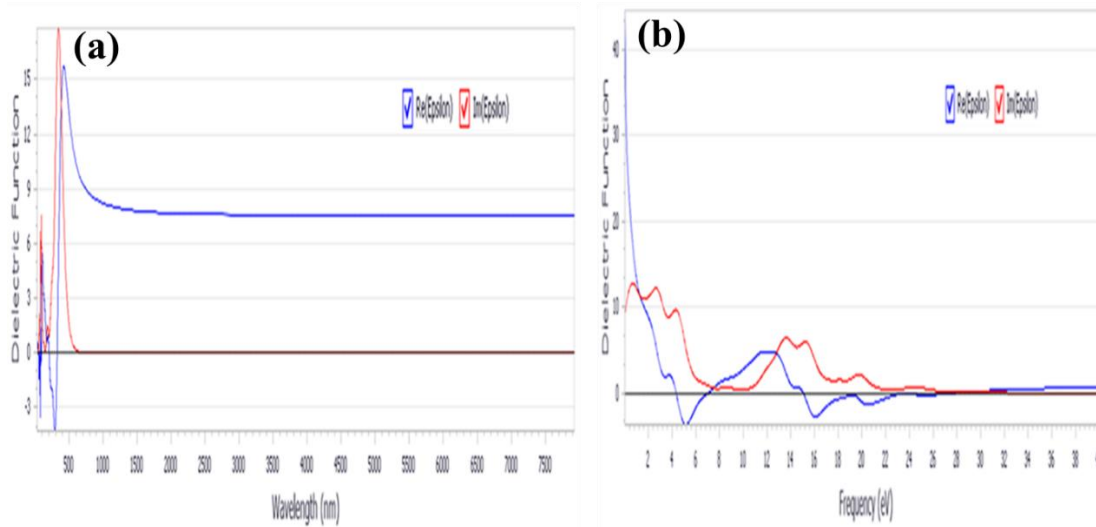 (a)
Dielectric Function
15
12
9
6
3
0
-3
Re(Epsilon) Im(Epsilon)
500 1000 1500 2000 2500 3000 3500 4000 4500 5000 5500 6000 6500 7000 7500
Wavelength (nm)
(b)
Dielectric Function
40
30
20
10
0
Re(Epsilon) Im(Epsilon)
2 4 6 8 10 12 14 16 18 20 22 24 26 28 30 32 34 36 38
Frequency (eV)